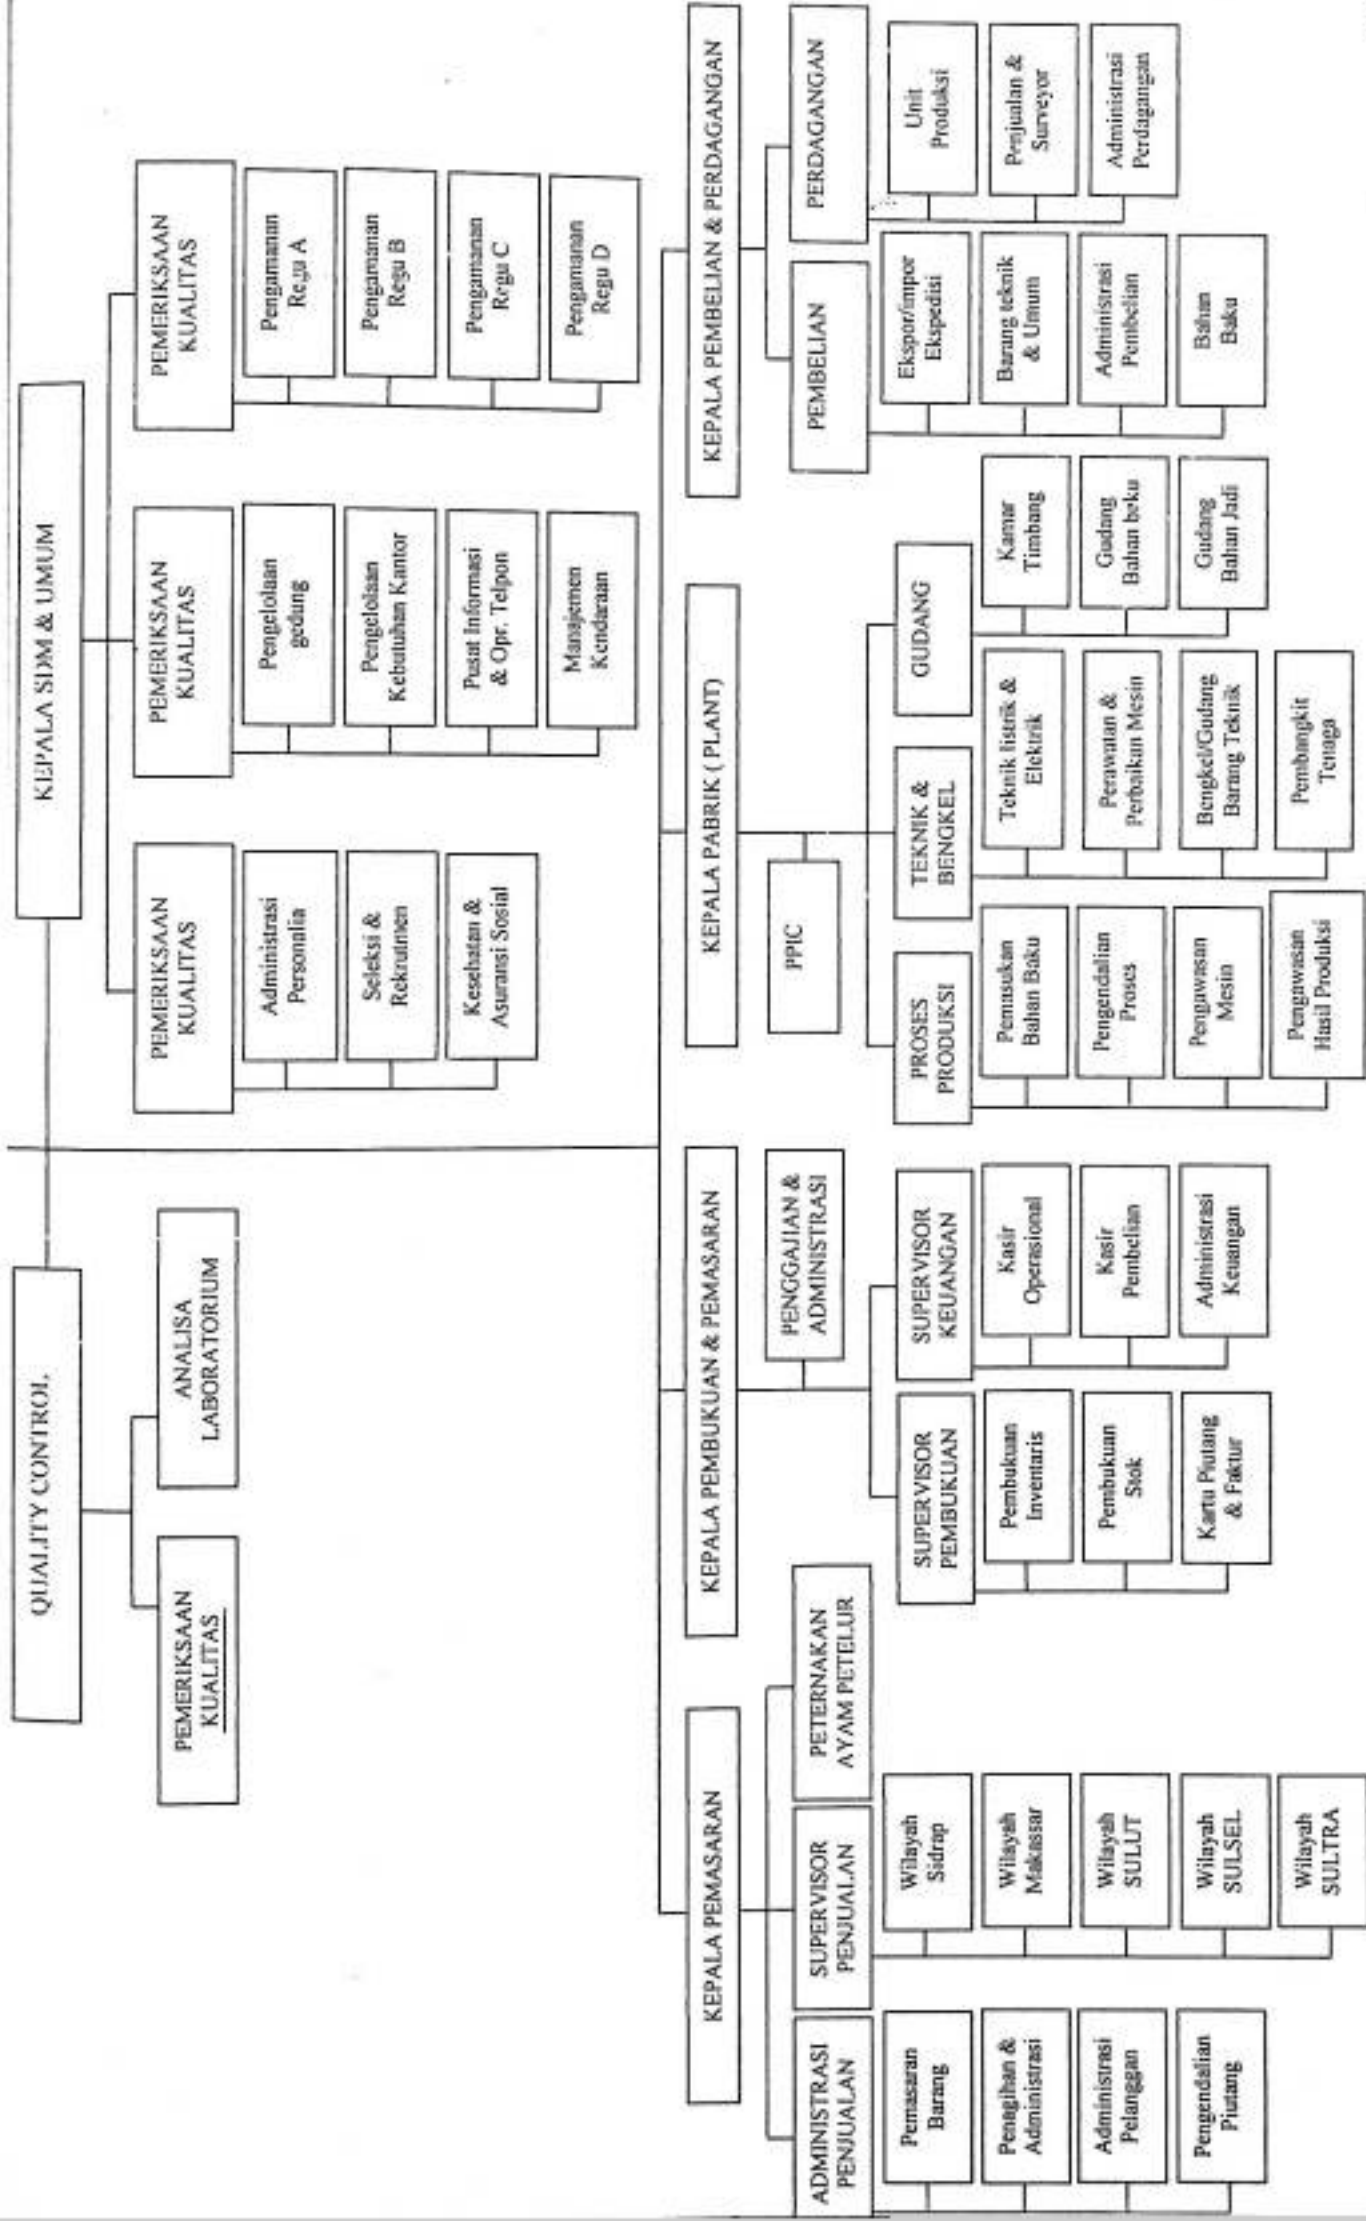 QUALITY CONTROL
KEPALA SDM & UMUM
PEMERIKSAAN
KUALITAS
ANALISA
LABORATORIUM
PEMERIKSAAN
KUALITAS
Administrasi
Personalia
Seleksi &
Rekrutmen
Kesehatan &
Asuransi Sosial
PEMERIKSAAN
KUALITAS
Pengelolaan
gedung
Pengelolaan
Kebutuhan Kantor
Pusat Informasi
& Opr. Telpon
Manajemen
Kendaraan
PEMERIKSAAN
KUALITAS
Pengamanan
Regu A
Pengamanan
Regu B
Pengamanan
Regu C
Pengamanan
Regu D
KEPALA PEMASARAN
ADMINISTRASI
PENJUALAN
Pemasaran
Barang
Penagihan &
Administrasi
Administrasi
Pelanggan
Pengendalian
Piutang
SUPERVISOR
PENJUALAN
Wilayah
Sidrap
Wilayah
Makassar
Wilayah
SULUT
Wilayah
SULSEL
Wilayah
SULTRA
PETERNAKAN
AYAM PETELUR
KEPALA PEMBUKUAN & PEMASARAN
PENGGAJIAN &
ADMINISTRASI
SUPERVISOR
PEMBUKUAN
Pembukuan
Inventaris
Pembukuan
Stok
Kartu Piutang
& Faktur
SUPERVISOR
KEUANGAN
Kasir
Operasional
Kasir
Pembelian
Administrasi
Keuangan
KEPALA PABRIK ( PLANT)
PPIC
PROSES
PRODUKSI
Pemasukan
Bahan Baku
Pengendalian
Proses
Pengawasan
Mesin
Pengawasan
Hasil Produksi
TEKNIK &
BENGKEL
Teknik listrik &
Elektrik
Perawatan &
Perbaikan Mesin
Bengkel/Gudang
Barang Teknik
Pembangkit
Tenaga
GUDANG
Kamar
Timbang
Gudang
Bahan beku
Gudang
Bahan Jadi
KEPALA PEMBELIAN & PERDAGANGAN
PEMBELIAN
Ekspor/impor
Ekspedisi
Barang teknik
& Umum
Administrasi
Pembelian
Bahan
Baku
PERDAGANGAN
Unit
Produksi
Penjualan &
Surveyor
Administrasi
Perdagangan